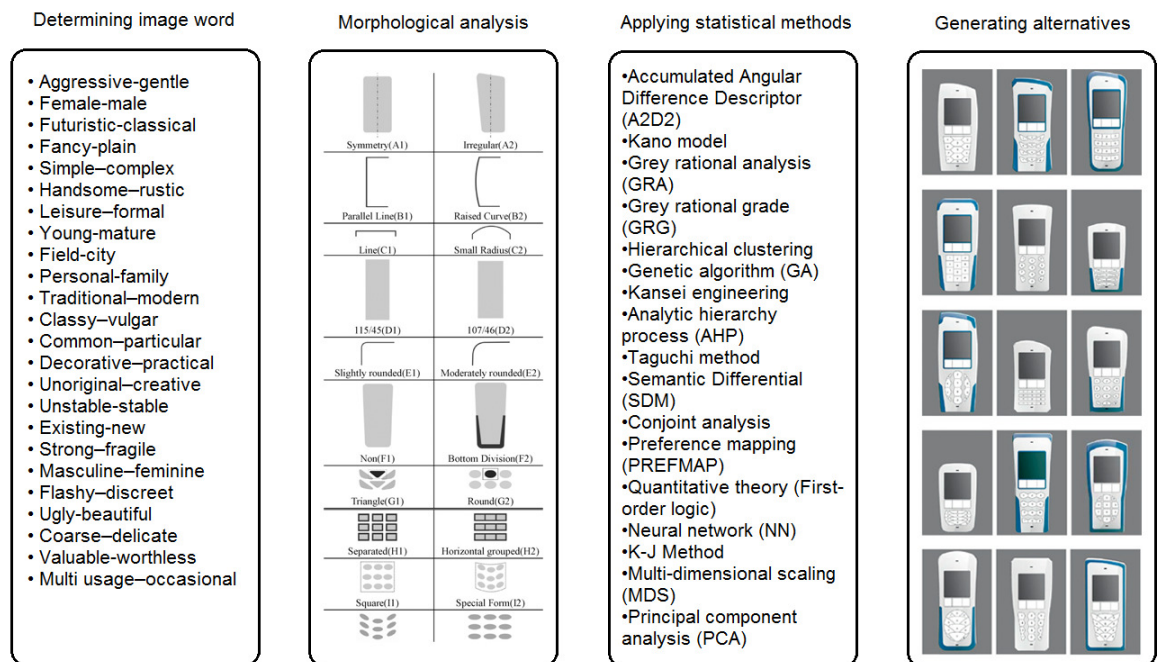 Determining image word
• Aggressive-gentle
• Female-male
• Futuristic-classical
• Fancy-plain
• Simple–complex
• Handsome–rustic
• Leisure–formal
• Young-mature
• Field-city
• Personal-family
• Traditional–modern
• Classy–vulgar
• Common–particular
• Decorative–practical
• Unoriginal–creative
• Unstable-stable
• Existing-new
• Strong–fragile
• Masculine–feminine
• Flashy–discreet
• Ugly-beautiful
• Coarse–delicate
• Valuable-worthless
• Multi usage–occasional
Morphological analysis
Symmetry(A1) Irregular(A2)
Parallel Line(B1) Raised Curve(B2)
Line(C1) Small Radius(C2)
115/45(D1) 107/46(D2)
Slightly rounded(E1) Moderately rounded(E2)
Non(F1) Bottom Division(F2)
Triangle(G1) Round(G2)
Separated(H1) Horizontal grouped(H2)
Square(I1) Special Form(I2)
Applying statistical methods
•Accumulated Angular
Difference Descriptor
(A2D2)
•Kano model
•Grey rational analysis
(GRA)
•Grey rational grade
(GRG)
•Hierarchical clustering
•Genetic algorithm (GA)
•Kansei engineering
•Analytic hierarchy
process (AHP)
•Taguchi method
•Semantic Differential
(SDM)
•Conjoint analysis
•Preference mapping
(PREFMAP)
•Quantitative theory (First-
order logic)
•Neural network (NN)
•K-J Method
•Multi-dimensional scaling
(MDS)
•Principal component
analysis (PCA)
Generating alternatives